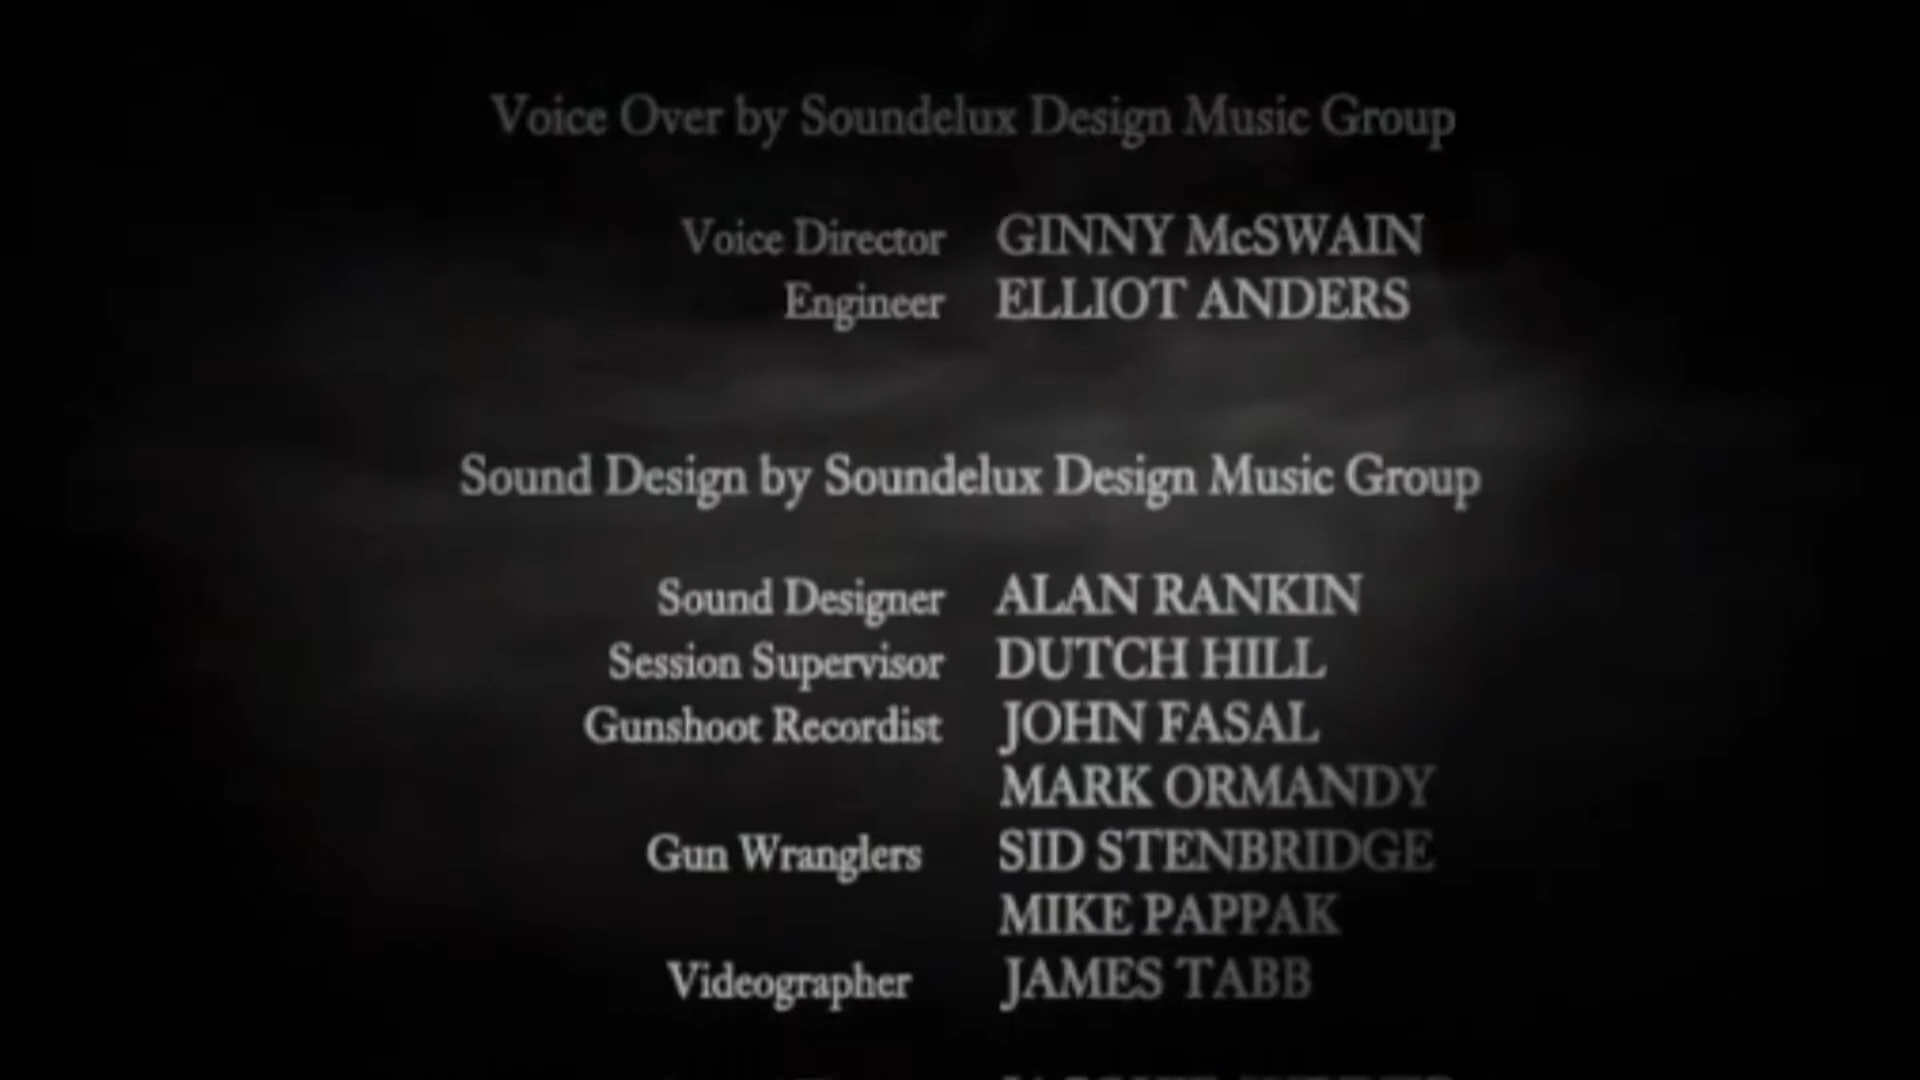 Voice Over by Soundelux Design Music Group
Voice Director GINNY McSWAIN
Engineer ELLIOT ANDERS
Sound Design by Soundelux Design Music Group
Sound Designer ALAN RANKIN
Session Supervisor DUTCH HILL
Gunshoot Recordist JOHN FASAL
MARK ORMANDY
Gun Wranglers SID STENBRIDGE
MIKE PAPPAK
Videographer JAMES TABB